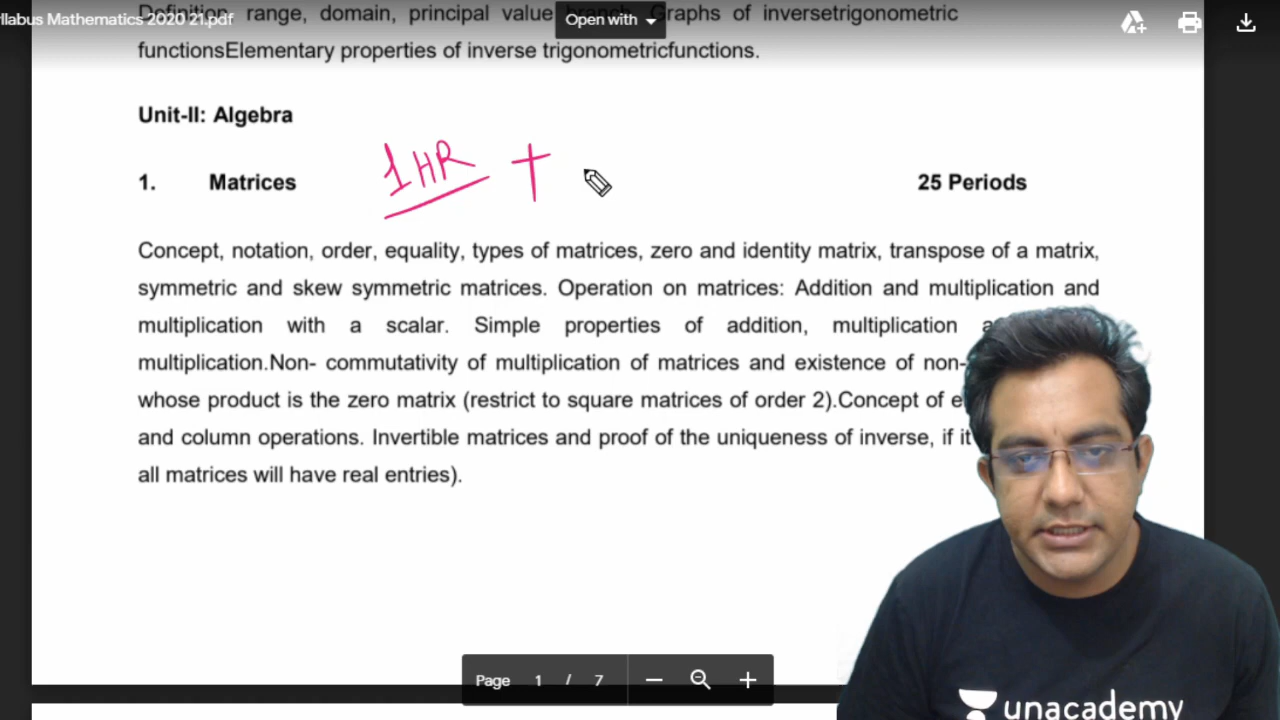 yllabus Mathematics 2020 21.pdf
Open with
Definition, range, domain, principal value branch. Graphs of inversetrigonometric
functionsElementary properties of inverse trigonometricfunctions.
Unit-II: Algebra
1. Matrices 1 HR + 25 Periods
Concept, notation, order, equality, types of matrices, zero and identity matrix, transpose of a matrix,
symmetric and skew symmetric matrices. Operation on matrices: Addition and multiplication and
multiplication with a scalar. Simple properties of addition, multiplication
multiplication.Non- commutativity of multiplication of matrices and existence of non-
whose product is the zero matrix (restrict to square matrices of order 2).Concept of
and column operations. Invertible matrices and proof of the uniqueness of inverse, if it
all matrices will have real entries).
Page 1 / 7
unacademy